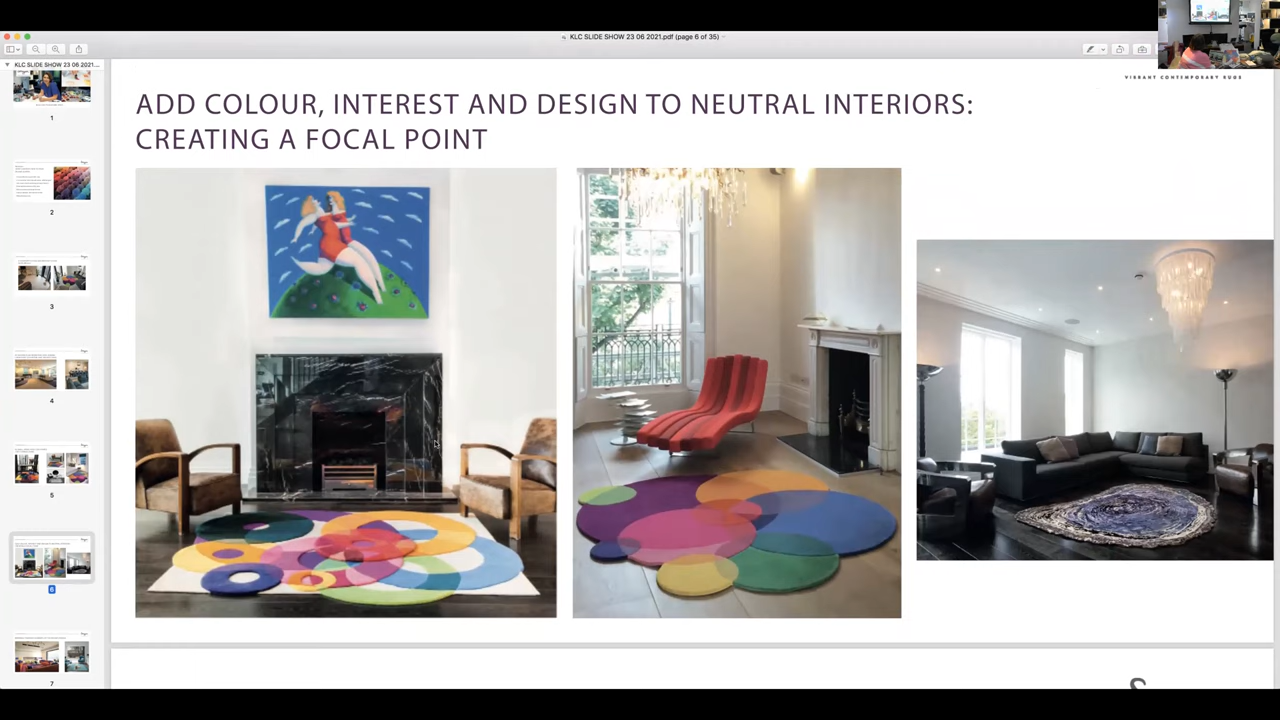 KLC SLIDE SHOW 23 06 2021.pdf (page 6 of 35)
KLC SLIDE SHOW 23 06 2021....
VIBRANT CONTEMPORARY RUGS
ADD COLOUR, INTEREST AND DESIGN TO NEUTRAL INTERIORS:
CREATING A FOCAL POINT
1
2
3
4
5
6
7